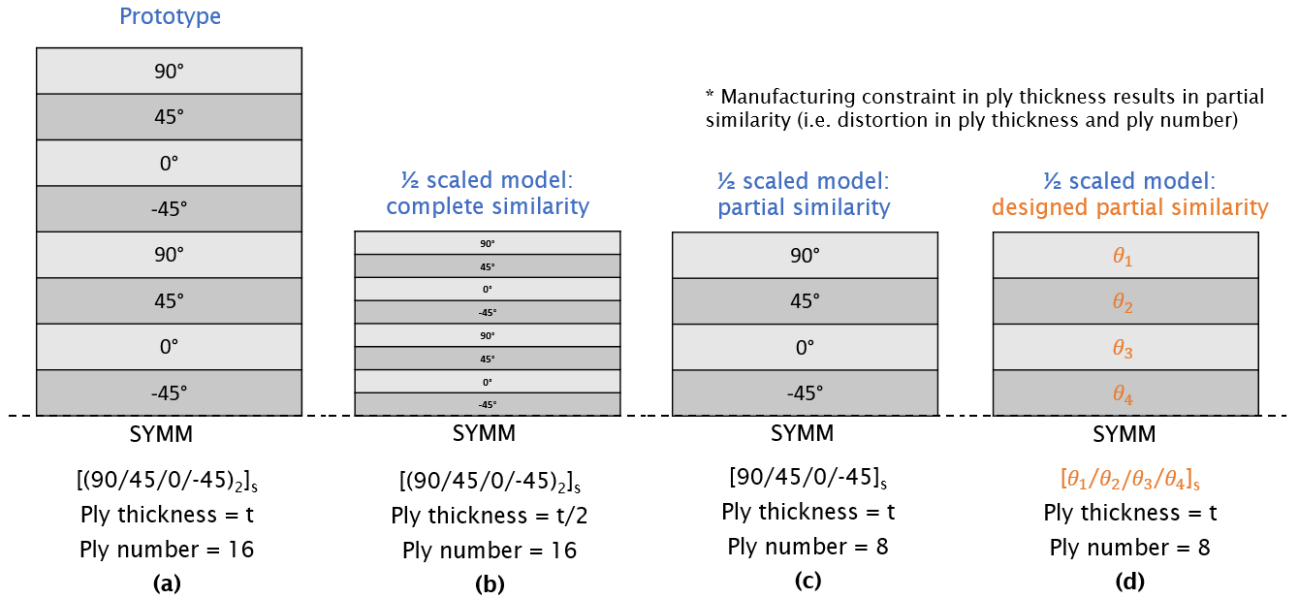 Prototype
90°
45°
0°
-45°
90°
45°
0°
-45°
SYMM
[(90/45/0/-45)₂]ₛ
Ply thickness = t
Ply number = 16
(a)
½ scaled model:
complete similarity
90°
45°
0°
-45°
90°
45°
0°
-45°
SYMM
[(90/45/0/-45)₂]ₛ
Ply thickness = t/2
Ply number = 16
(b)
* Manufacturing constraint in ply thickness results in partial
similarity (i.e. distortion in ply thickness and ply number)
½ scaled model:
partial similarity
90°
45°
0°
-45°
SYMM
[90/45/0/-45]ₛ
Ply thickness = t
Ply number = 8
(c)
½ scaled model:
designed partial similarity
θ₁
θ₂
θ₃
θ₄
SYMM
[θ₁/θ₂/θ₃/θ₄]ₛ
Ply thickness = t
Ply number = 8
(d)